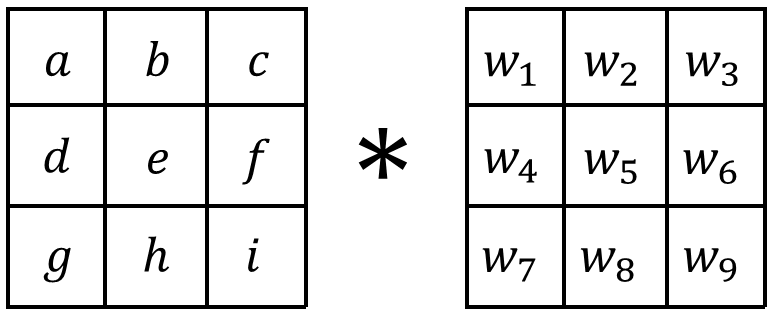 a b c w₁ w₂ w₃
d e f * w₄ w₅ w₆
g h i w₇ w₈ w₉